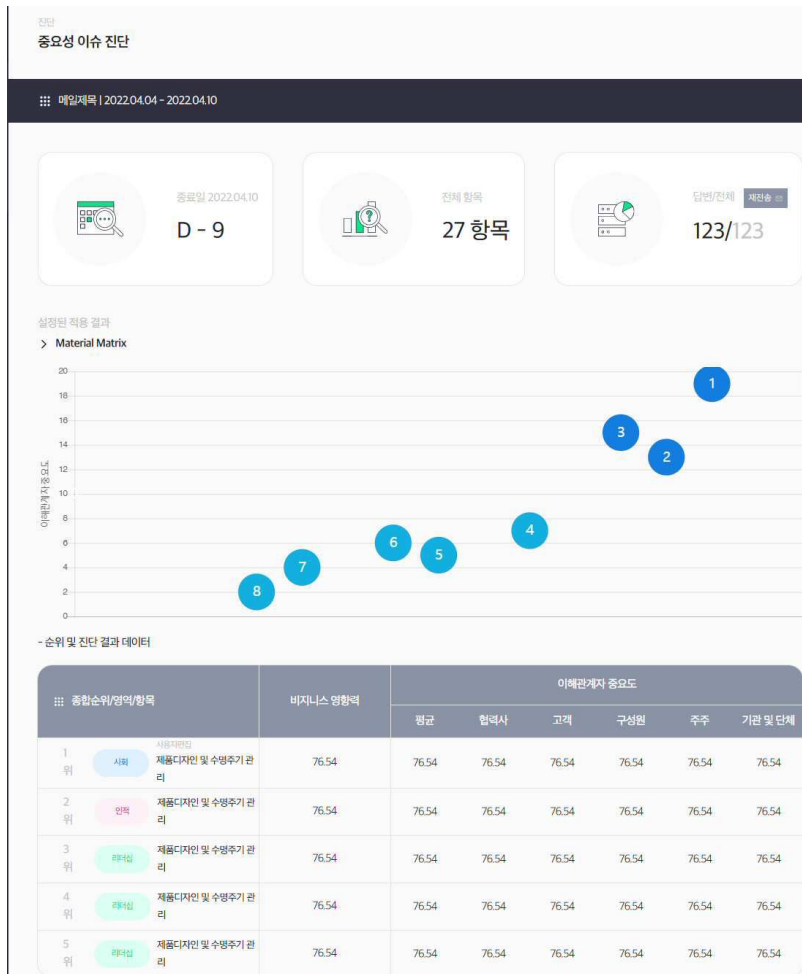 진단
중요성 이슈 진단
메일제목 | 2022.04.04 - 2022.04.10
종료일 2022.04.10
D - 9
전체 항목
27 항목
답변/전체 재전송
123/123
설정된 적용 결과
> Material Matrix
이해관계자 중요도
20
18
16
14
12
10
8
6
4
2
0
1
3
2
4
6
5
7
8
- 순위 및 진단 결과 데이터
종합순위/영역/항목 비지니스 영향력 이해관계자 중요도
평균 협력사 고객 구성원 주주 기관 및 단체
사용자편집
1위 사회 제품디자인 및 수명주기 관리 76.54 76.54 76.54 76.54 76.54 76.54 76.54
2위 인적 제품디자인 및 수명주기 관리 76.54 76.54 76.54 76.54 76.54 76.54 76.54
3위 리더십 제품디자인 및 수명주기 관리 76.54 76.54 76.54 76.54 76.54 76.54 76.54
4위 리더십 제품디자인 및 수명주기 관리 76.54 76.54 76.54 76.54 76.54 76.54 76.54
5위 리더십 제품디자인 및 수명주기 관리 76.54 76.54 76.54 76.54 76.54 76.54 76.54